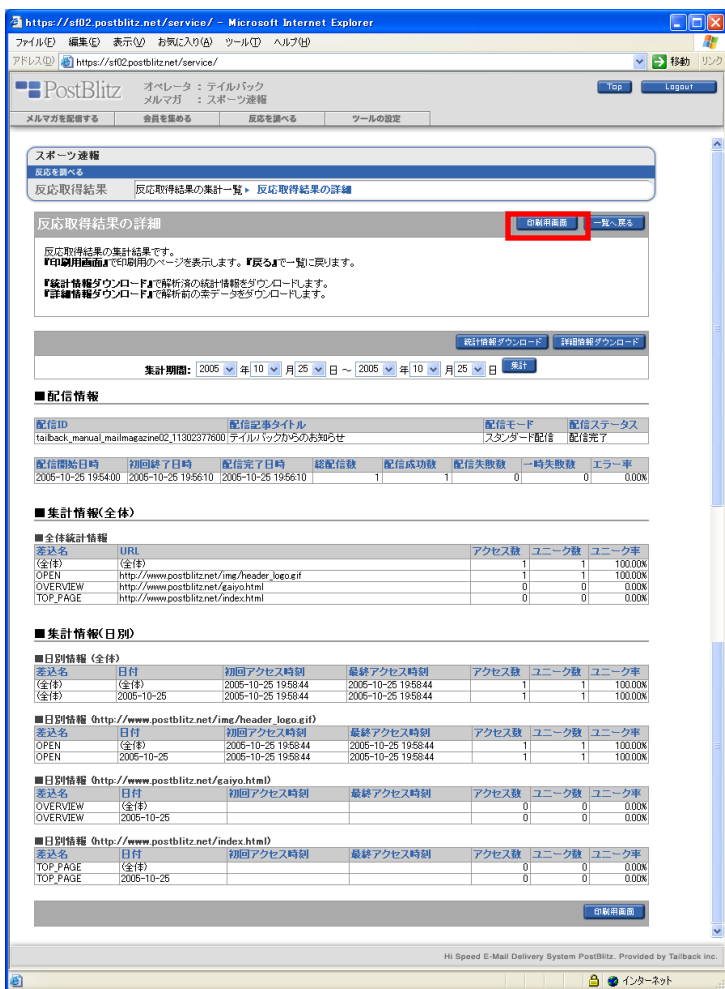 https://sf02.postblitz.net/service/ - Microsoft Internet Explorer
ファイル(F) 編集(E) 表示(V) お気に入り(A) ツール(T) ヘルプ(H)
アドレス(D) https://sf02.postblitz.net/service/ 移動 リンク
PostBlitz オペレータ : テイルバック Top Logout
メルマガ : スポーツ速報
メルマガを配信する 会員を集める 反応を調べる ツールの設定
スポーツ速報
反応を調べる
反応取得結果 反応取得結果の集計一覧 ▶ 反応取得結果の詳細
反応取得結果の詳細 印刷用画面 一覧へ戻る
反応取得結果の集計結果です。
『印刷用画面』で印刷用のページを表示します。『戻る』で一覧に戻ります。
『統計情報ダウンロード』で解析済の統計情報をダウンロードします。
『詳細情報ダウンロード』で解析前の素データをダウンロードします。
統計情報ダウンロード 詳細情報ダウンロード
集計期間: 2005 年 10 月 25 日 ~ 2005 年 10 月 25 日 集計
■配信情報
配信ID 配信記事タイトル 配信モード 配信ステータス
tailback_manual_mailmagazine02_11302377600 テイルバックからのお知らせ スタンダード配信 配信完了
配信開始日時 初回終了日時 配信完了日時 総配信数 配信成功数 配信失敗数 一時失敗数 エラー率
2005-10-25 19:54:00 2005-10-25 19:56:10 2005-10-25 19:56:10 1 1 0 0 0.00%
■集計情報(全体)
■全体統計情報
差込名 URL アクセス数 ユニーク数 ユニーク率
(全体) (全体) 1 1 100.00%
OPEN http://www.postblitz.net/img/header_logo.gif 1 1 100.00%
OVERVIEW http://www.postblitz.net/gaiyo.html 0 0 0.00%
TOP_PAGE http://www.postblitz.net/index.html 0 0 0.00%
■集計情報(日別)
■日別情報 (全体)
差込名 日付 初回アクセス時刻 最終アクセス時刻 アクセス数 ユニーク数 ユニーク率
(全体) (全体) 2005-10-25 19:58:44 2005-10-25 19:58:44 1 1 100.00%
(全体) 2005-10-25 2005-10-25 19:58:44 2005-10-25 19:58:44 1 1 100.00%
■日別情報 (http://www.postblitz.net/img/header_logo.gif)
差込名 日付 初回アクセス時刻 最終アクセス時刻 アクセス数 ユニーク数 ユニーク率
OPEN (全体) 2005-10-25 19:58:44 2005-10-25 19:58:44 1 1 100.00%
OPEN 2005-10-25 2005-10-25 19:58:44 2005-10-25 19:58:44 1 1 100.00%
■日別情報 (http://www.postblitz.net/gaiyo.html)
差込名 日付 初回アクセス時刻 最終アクセス時刻 アクセス数 ユニーク数 ユニーク率
OVERVIEW (全体) 0 0 0.00%
OVERVIEW 2005-10-25 0 0 0.00%
■日別情報 (http://www.postblitz.net/index.html)
差込名 日付 初回アクセス時刻 最終アクセス時刻 アクセス数 ユニーク数 ユニーク率
TOP_PAGE (全体) 0 0 0.00%
TOP_PAGE 2005-10-25 0 0 0.00%
印刷用画面
Hi Speed E-Mail Delivery System PostBlitz. Provided by Tailback inc.
インターネット